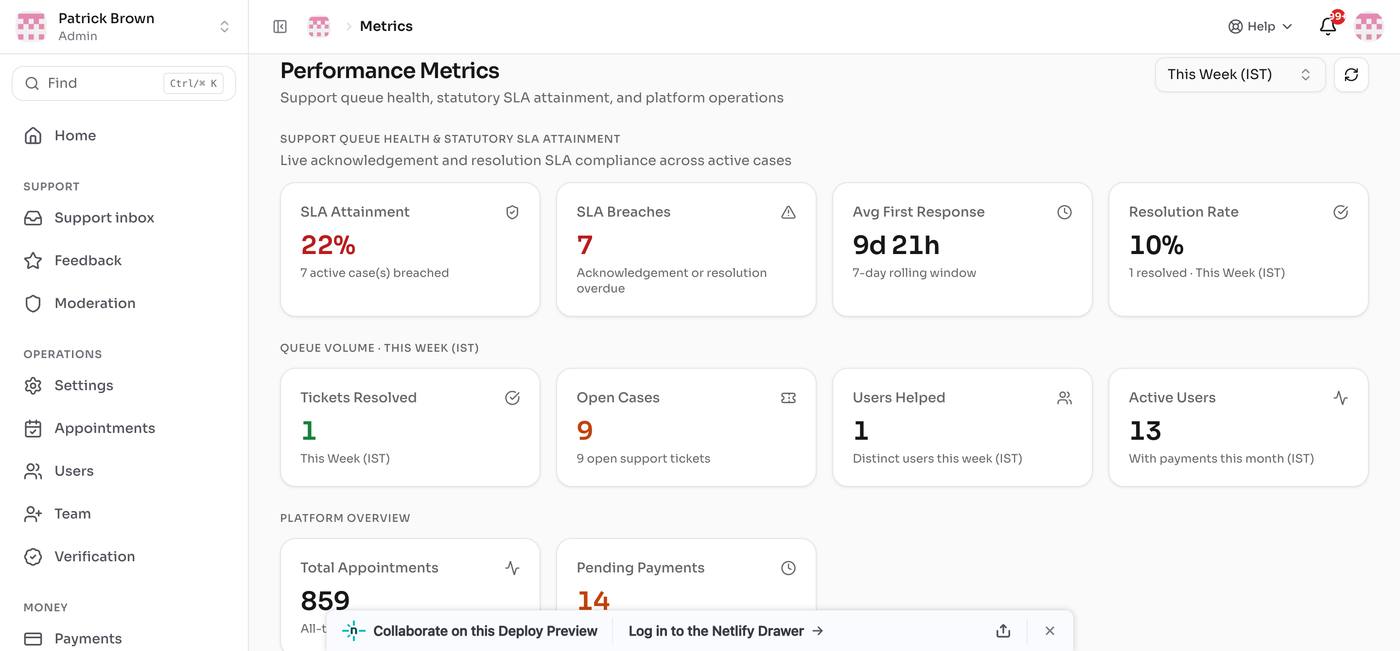 Patrick Brown
Admin
Find
Ctrl/⌘ K
Home
SUPPORT
Support inbox
Feedback
Moderation
OPERATIONS
Settings
Appointments
Users
Team
Verification
MONEY
Payments
Metrics
Help
99+
Performance Metrics
This Week (IST)
Support queue health, statutory SLA attainment, and platform operations
SUPPORT QUEUE HEALTH & STATUTORY SLA ATTAINMENT
Live acknowledgement and resolution SLA compliance across active cases
SLA Attainment
22%
7 active case(s) breached
SLA Breaches
7
Acknowledgement or resolution
overdue
Avg First Response
9d 21h
7-day rolling window
Resolution Rate
10%
1 resolved · This Week (IST)
QUEUE VOLUME · THIS WEEK (IST)
Tickets Resolved
1
This Week (IST)
Open Cases
9
9 open support tickets
Users Helped
1
Distinct users this week (IST)
Active Users
13
With payments this month (IST)
PLATFORM OVERVIEW
Total Appointments
859
Pending Payments
14
Collaborate on this Deploy Preview
Log in to the Netlify Drawer →